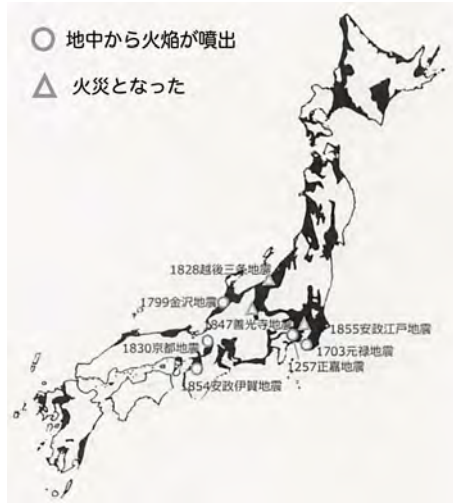 地中から火焔が噴出
火災となった
1828越後三条地震
1799金沢地震
1847善光寺地震
1855安政江戸地震
1830京都地震
1703元禄地震
1257正嘉地震
1854安政伊賀地震